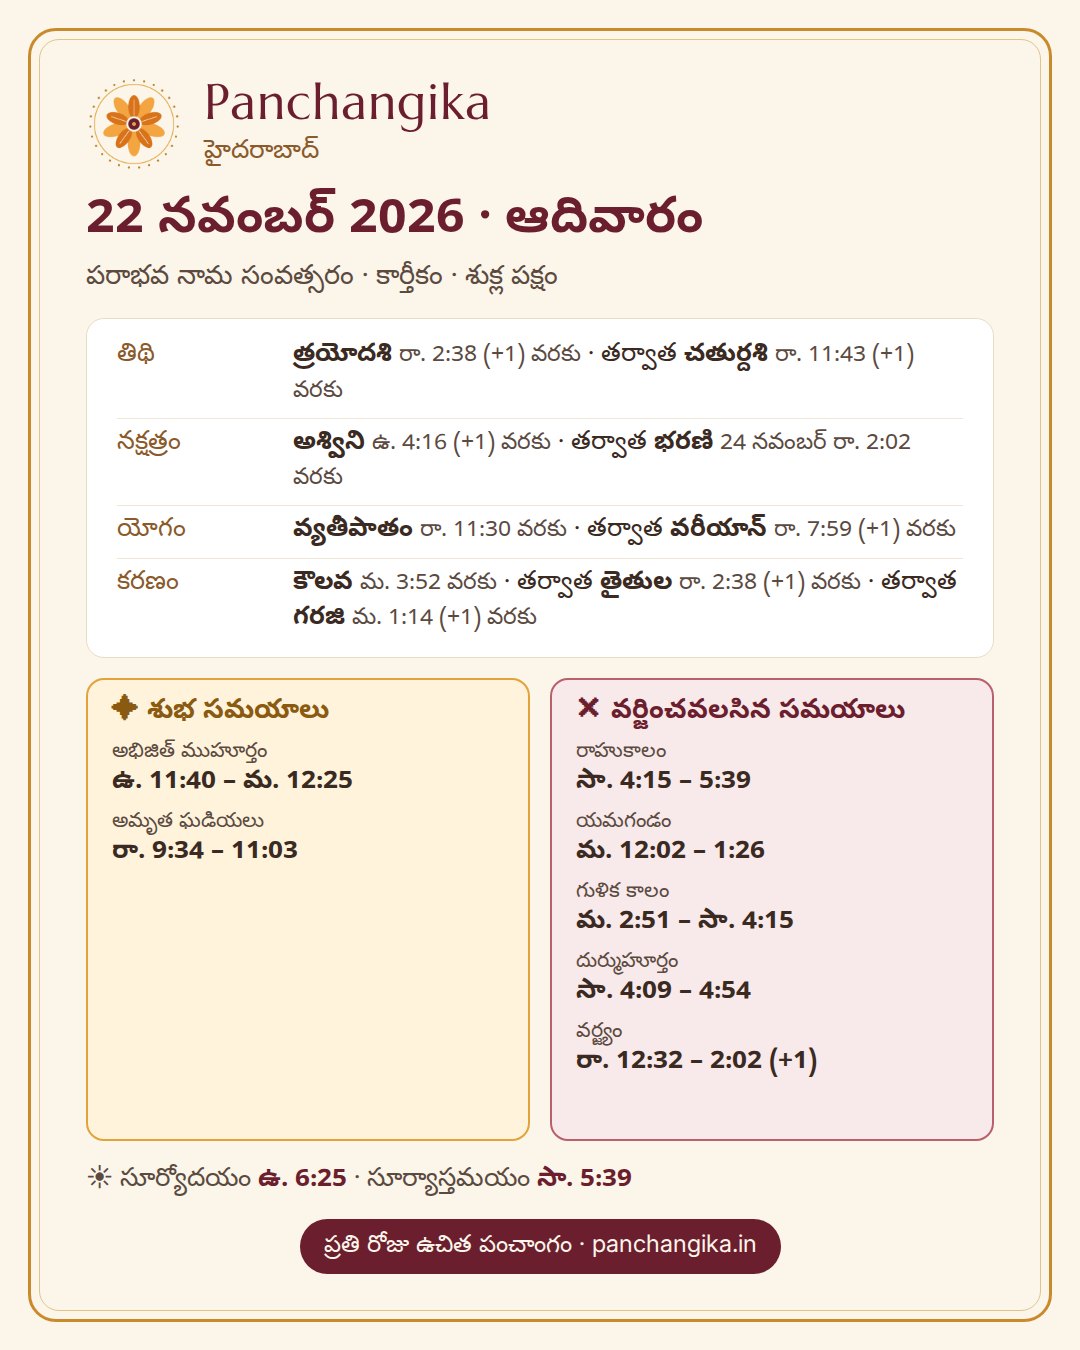 Panchangika
హైదరాబాద్
22 నవంబర్ 2026 · ఆదివారం
పరాభవ నామ సంవత్సరం · కార్తీకం · శుక్ల పక్షం
తిథి
త్రయోదశి రా. 2:38 (+1) వరకు · తర్వాత చతుర్దశి రా. 11:43 (+1)
వరకు
నక్షత్రం
అశ్విని ఉ. 4:16 (+1) వరకు · తర్వాత భరణి 24 నవంబర్ రా. 2:02
వరకు
యోగం
వ్యతీపాతం రా. 11:30 వరకు · తర్వాత వరీయాన్ రా. 7:59 (+1) వరకు
కరణం
కౌలవ మ. 3:52 వరకు · తర్వాత తైతుల రా. 2:38 (+1) వరకు · తర్వాత
గరజి మ. 1:14 (+1) వరకు
శుభ సమయాలు
అభిజిత్ ముహూర్తం
ఉ. 11:40 – మ. 12:25
అమృత ఘడియలు
రా. 9:34 – 11:03
వర్జించవలసిన సమయాలు
రాహుకాలం
సా. 4:15 – 5:39
యమగండం
మ. 12:02 – 1:26
గుళిక కాలం
మ. 2:51 – సా. 4:15
దుర్ముహూర్తం
సా. 4:09 – 4:54
వర్జ్యం
రా. 12:32 – 2:02 (+1)
సూర్యోదయం ఉ. 6:25 · సూర్యాస్తమయం సా. 5:39
ప్రతి రోజు ఉచిత పంచాంగం · panchangika.in